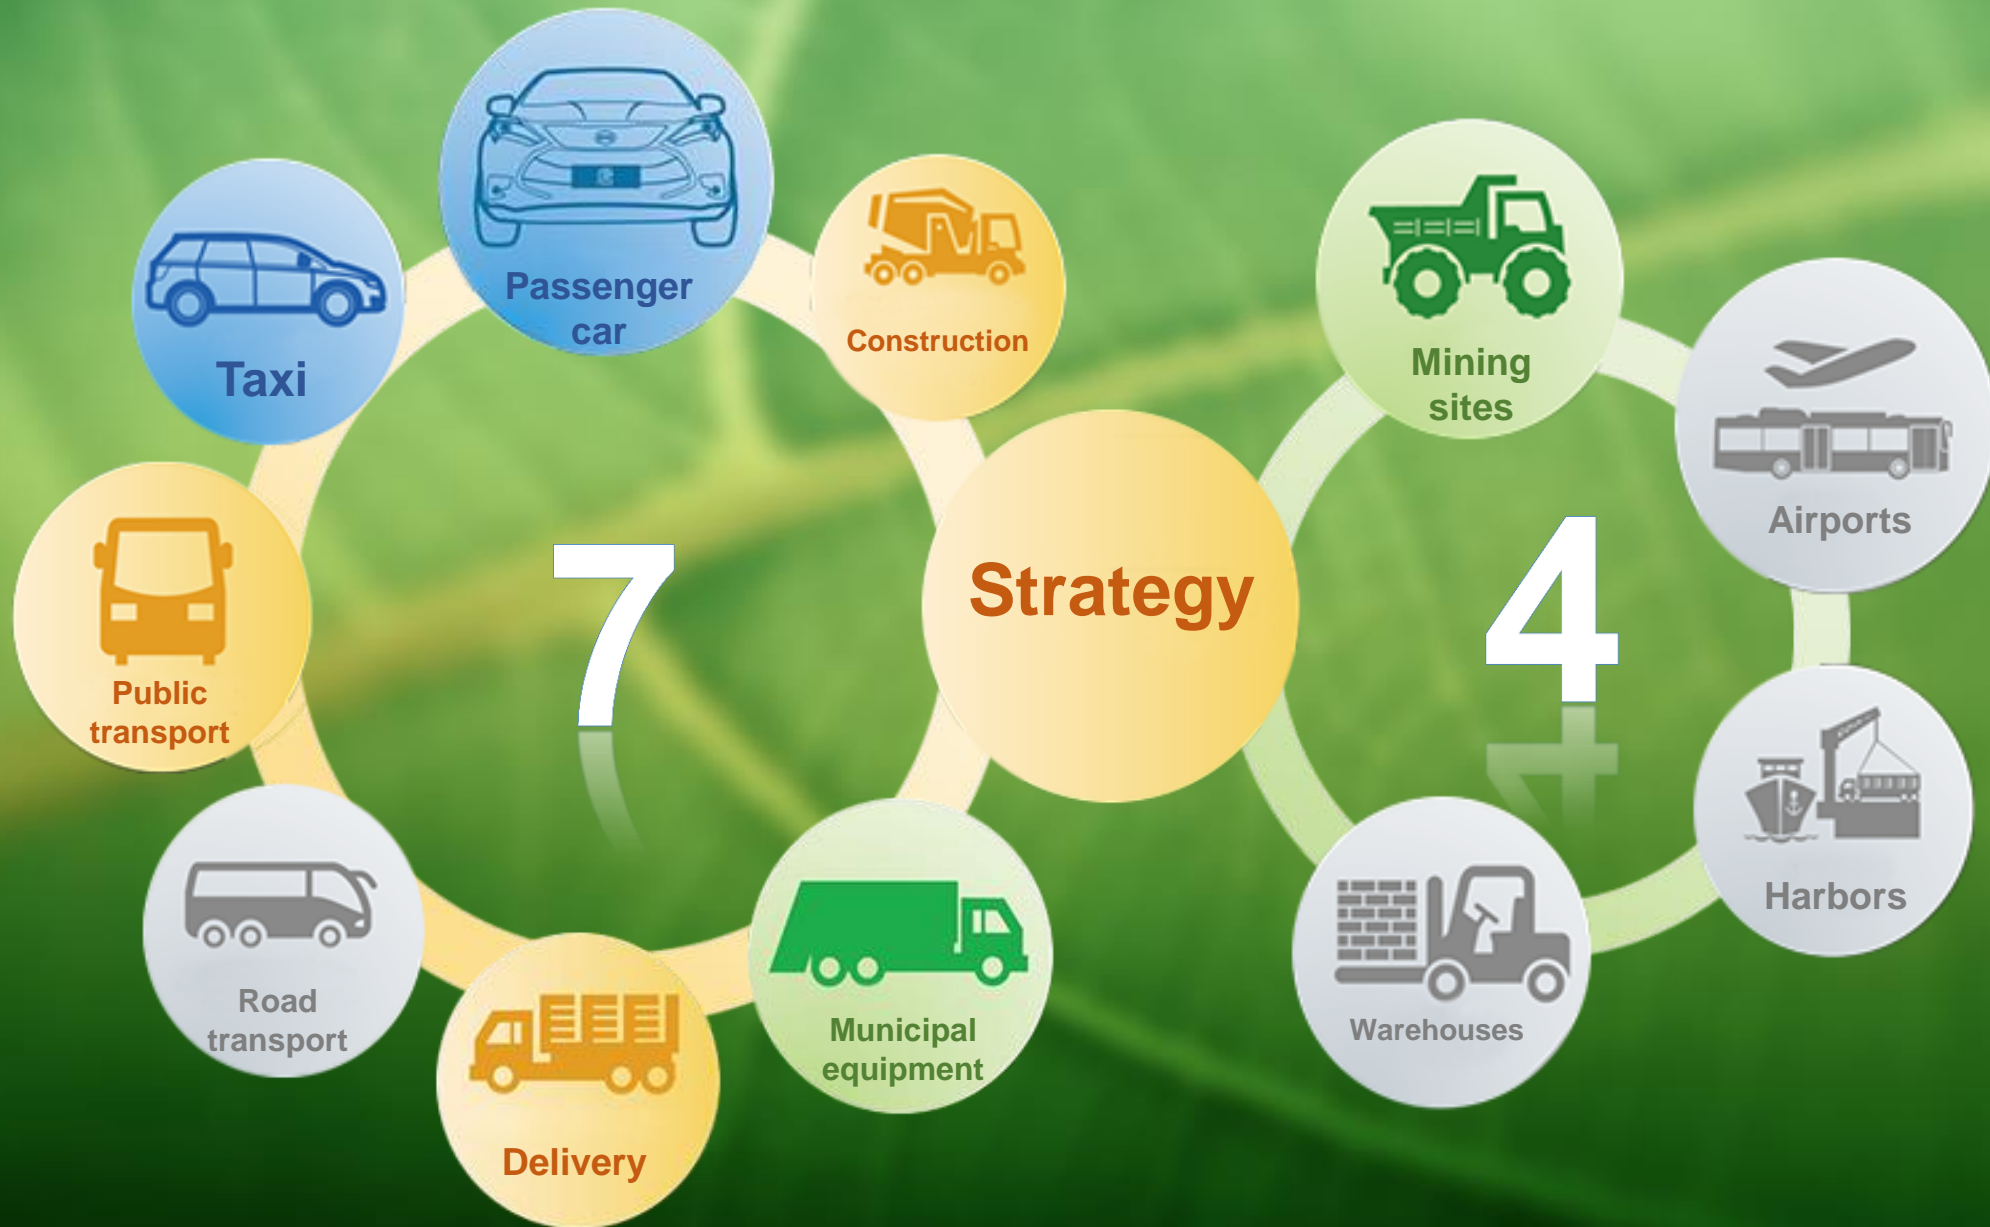 Passenger
car
Taxi
Construction
Public
transport
Road
transport
Delivery
Municipal
equipment
7
Strategy
4
Mining
sites
Airports
Harbors
Warehouses